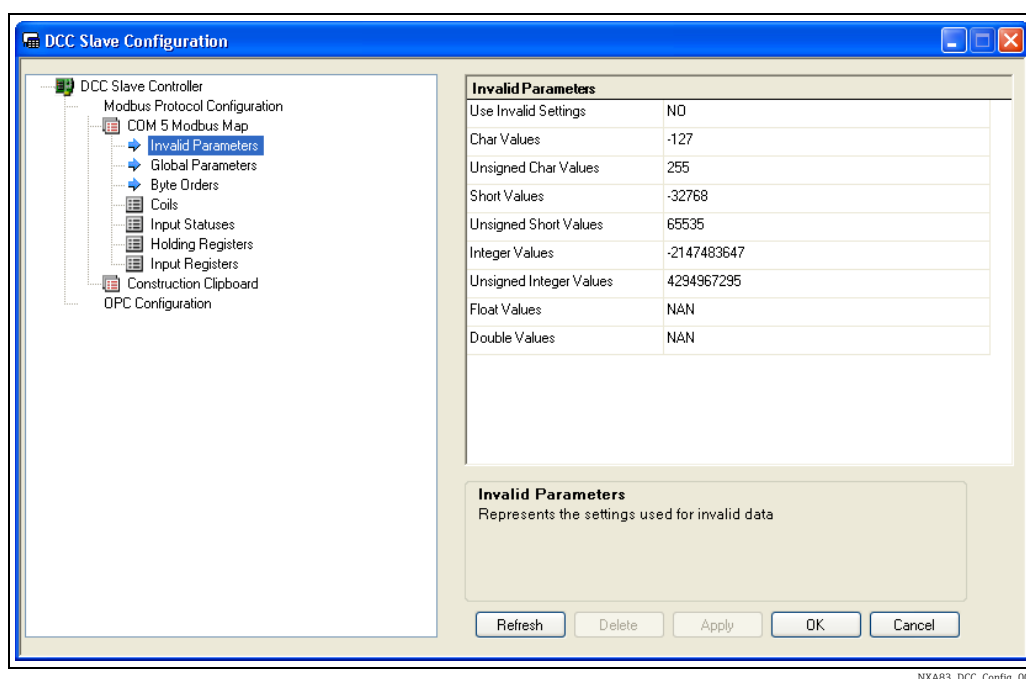 DCC Slave Configuration
DCC Slave Controller
Modbus Protocol Configuration
COM 5 Modbus Map
Invalid Parameters
Global Parameters
Byte Orders
Coils
Input Statuses
Holding Registers
Input Registers
Construction Clipboard
OPC Configuration
Invalid Parameters
Use Invalid Settings NO
Char Values -127
Unsigned Char Values 255
Short Values -32768
Unsigned Short Values 65535
Integer Values -2147483647
Unsigned Integer Values 4294967295
Float Values NAN
Double Values NAN
Invalid Parameters
Represents the settings used for invalid data
Refresh Delete Apply OK Cancel